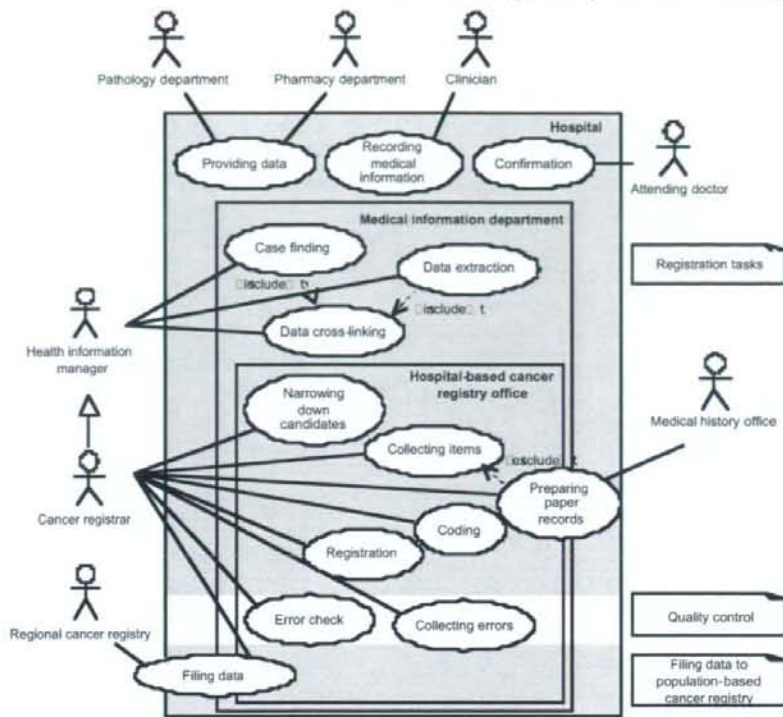 Pathology department
Pharmacy department
Clinician
Hospital
Providing data
Recording
medical
information
Confirmation
Attending doctor
Medical information department
Case finding
Data extraction
Registration tasks
Data cross-linking
Health information
manager
Hospital-based cancer
registry office
Narrowing
down
candidates
Medical history office
Collecting items
Cancer registrar
Preparing
paper
records
Coding
Registration
Regional cancer registry
Error check
Collecting errors
Quality control
Filing data
Filing data to
population-based
cancer registry